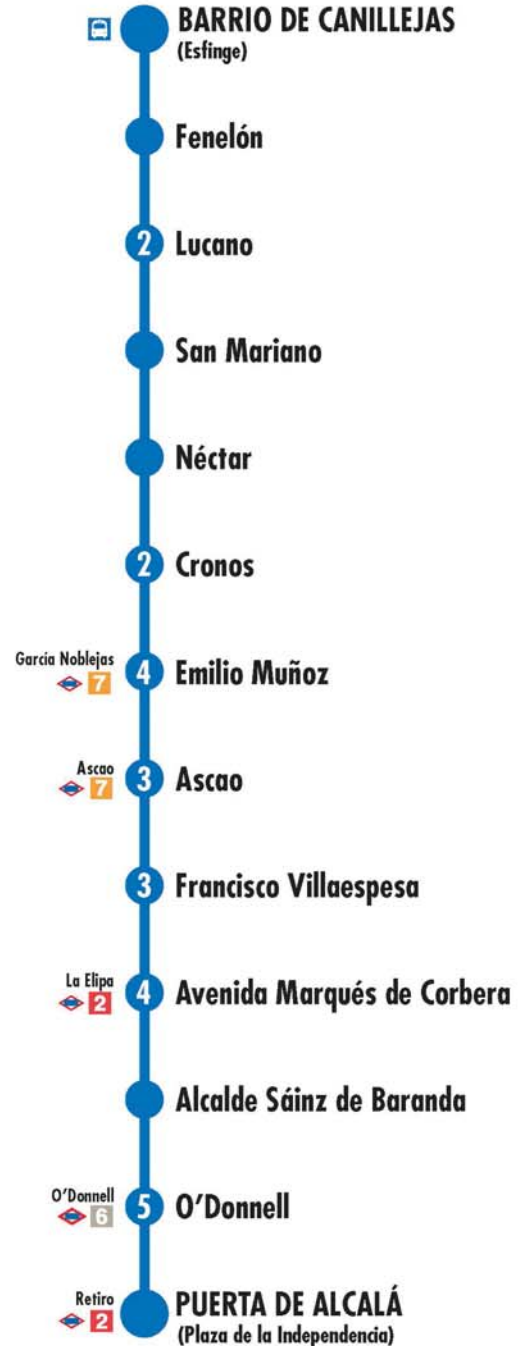 BARRIO DE CANILLEJAS
(Esfinge)
Fenelón
2 Lucano
San Mariano
Néctar
2 Cronos
García Noblejas
7
4 Emilio Muñoz
Ascao
7
3 Ascao
3 Francisco Villaespesa
La Elipa
2
4 Avenida Marqués de Corbera
Alcalde Sáinz de Baranda
O'Donnell
6
5 O'Donnell
Retiro
2
PUERTA DE ALCALÁ
(Plaza de la Independencia)